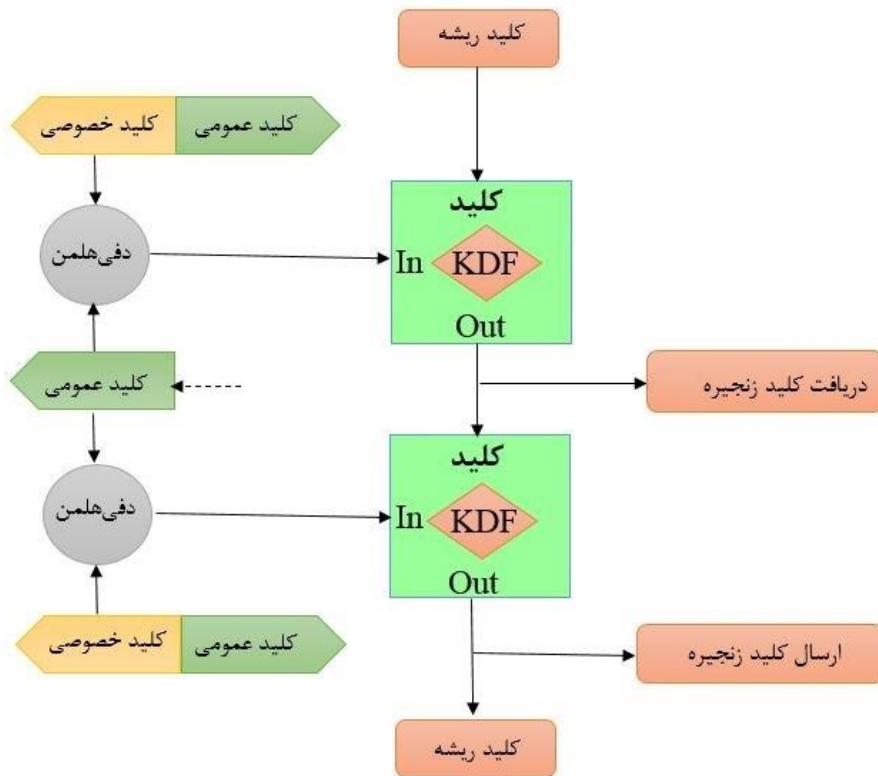 کلید ریشه
کلید خصوصی
کلید عمومی
کلید
دفی‌هلمن
In
KDF
Out
کلید عمومی
دریافت کلید زنجیره
کلید
دفی‌هلمن
In
KDF
Out
کلید خصوصی
کلید عمومی
ارسال کلید زنجیره
کلید ریشه